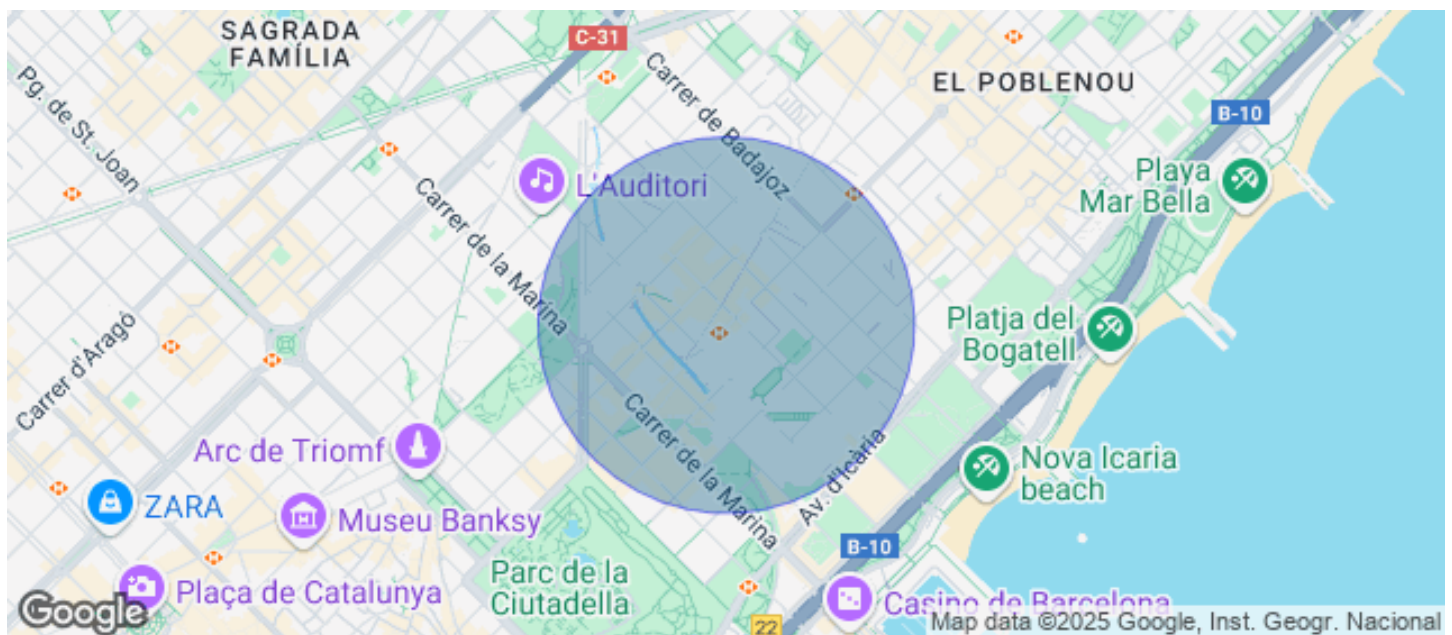 SAGRADA
FAMÍLIA
C-31
Carrer de Badajoz
EL POBLENOU
B-10
Pg. de St. Joan
L'Auditori
Playa
Mar Bella
Carrer de la Marina
Platja del
Bogatell
Carrer d'Aragó
Arc de Triomf
Carrer de la Marina
Av. d'Icària
Nova Icaria
beach
ZARA
Museu Banksy
B-10
Parc de la
Ciutadella
Plaça de Catalunya
Casino de Barcelona
22
Google
Map data ©2025 Google, Inst. Geogr. Nacional